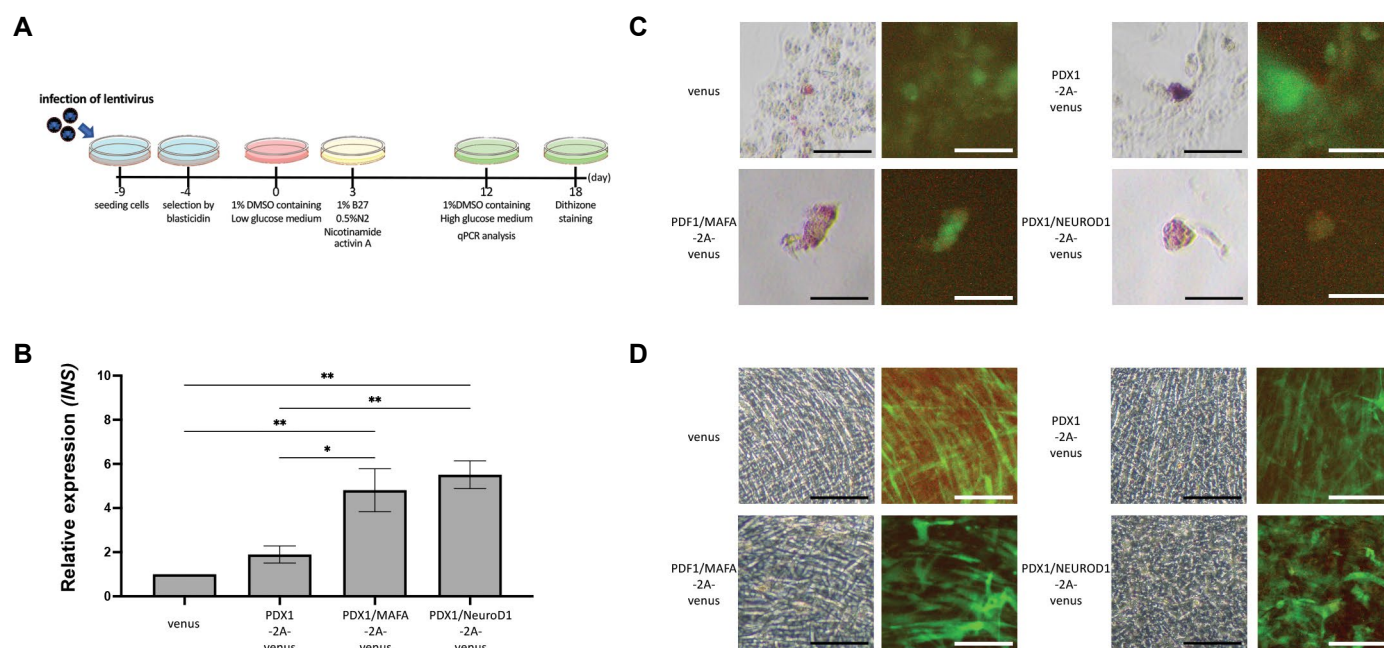 A
infection of lentivirus
-9
-4
0
3
12
18
(day)
seeding cells
selection by
blasticidin
1% DMSO containing
Low glucose medium
1% B27
0.5%N2
Nicotinamide
activin A
1%DMSO containing
High glucose medium
qPCR analysis
Dithizone
staining
B
Relative expression (INS)
10
8
6
4
2
0
**
**
**
*
venus
PDX1
-2A-
venus
PDX1/MAFA
-2A-
venus
PDX1/NeuroD1
-2A-
venus
C
venus
PDX1
-2A-
venus
PDF1/MAFA
-2A-
venus
PDX1/NEUROD1
-2A-
venus
D
venus
PDX1
-2A-
venus
PDF1/MAFA
-2A-
venus
PDX1/NEUROD1
-2A-
venus